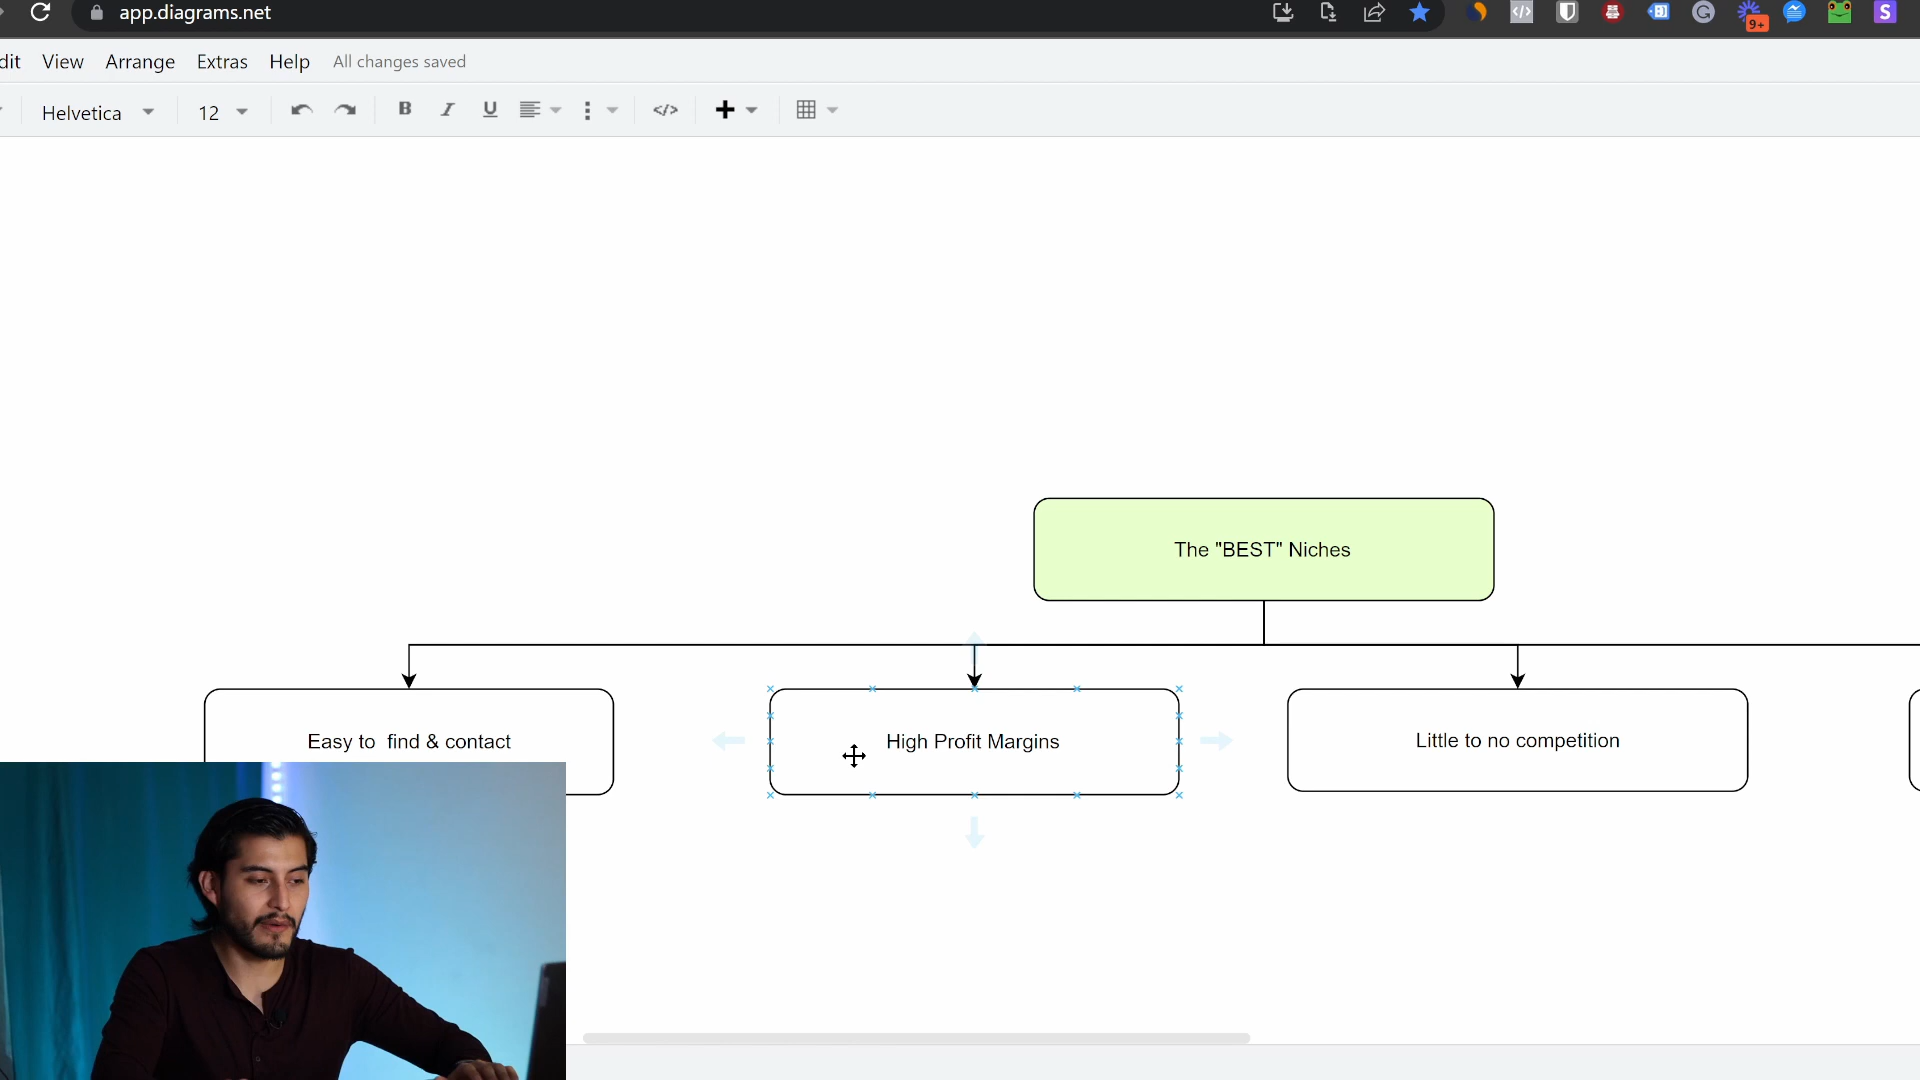 app.diagrams.net
9+
dit View Arrange Extras Help All changes saved
Helvetica 12 B I U
The "BEST" Niches
Easy to find & contact
High Profit Margins
Little to no competition